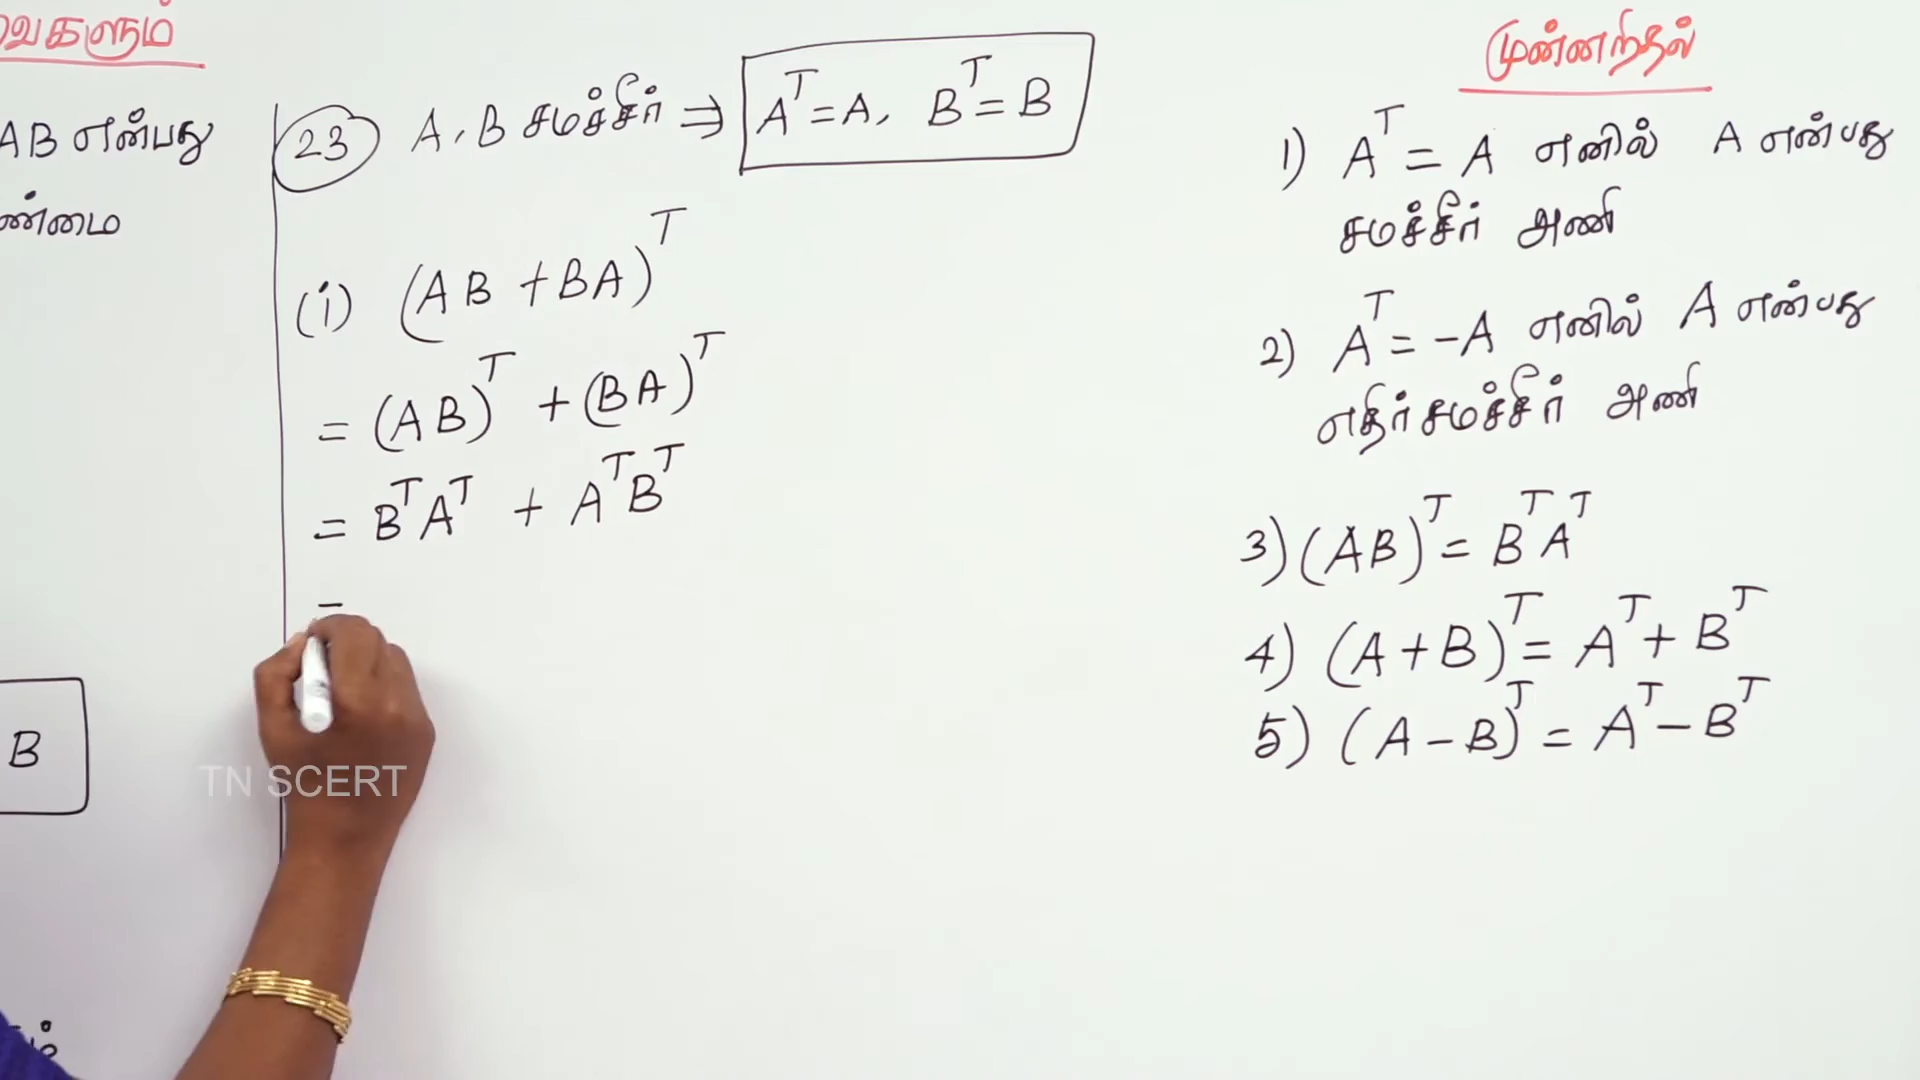 AB என்பது
B
23 A, B சமச்சீர் ⇒ Aᵀ = A, Bᵀ = B
(i) (AB + BA)ᵀ
= (AB)ᵀ + (BA)ᵀ
= BᵀAᵀ + AᵀBᵀ
முன்னறிதல்
1) Aᵀ = A எனில் A என்பது
சமச்சீர் அணி
2) Aᵀ = -A எனில் A என்பது
எதிர் சமச்சீர் அணி
3) (AB)ᵀ = BᵀAᵀ
4) (A + B)ᵀ = Aᵀ + Bᵀ
5) (A - B)ᵀ = Aᵀ - Bᵀ
TN SCERT